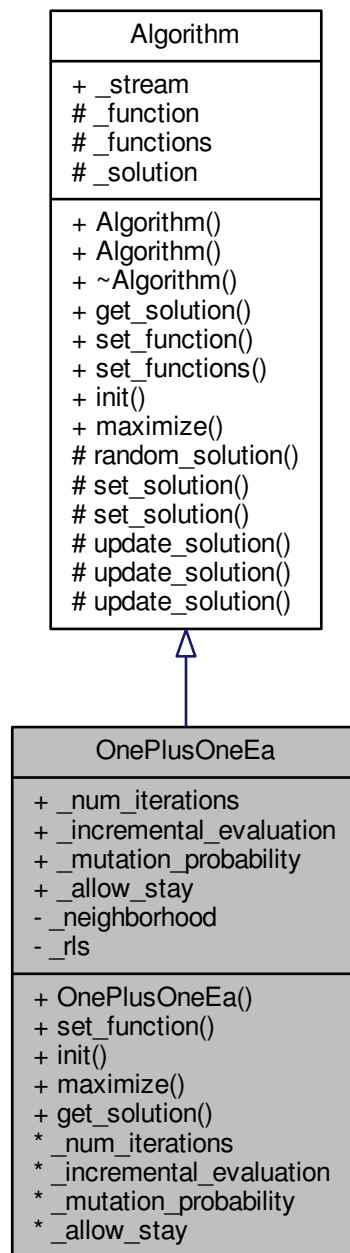 Algorithm
+ _stream
# _function
# _functions
# _solution
+ Algorithm()
+ Algorithm()
+ ~Algorithm()
+ get_solution()
+ set_function()
+ set_functions()
+ init()
+ maximize()
# random_solution()
# set_solution()
# set_solution()
# update_solution()
# update_solution()
# update_solution()
OnePlusOneEa
+ _num_iterations
+ _incremental_evaluation
+ _mutation_probability
+ _allow_stay
- _neighborhood
- _rls
+ OnePlusOneEa()
+ set_function()
+ init()
+ maximize()
+ get_solution()
* _num_iterations
* _incremental_evaluation
* _mutation_probability
* _allow_stay